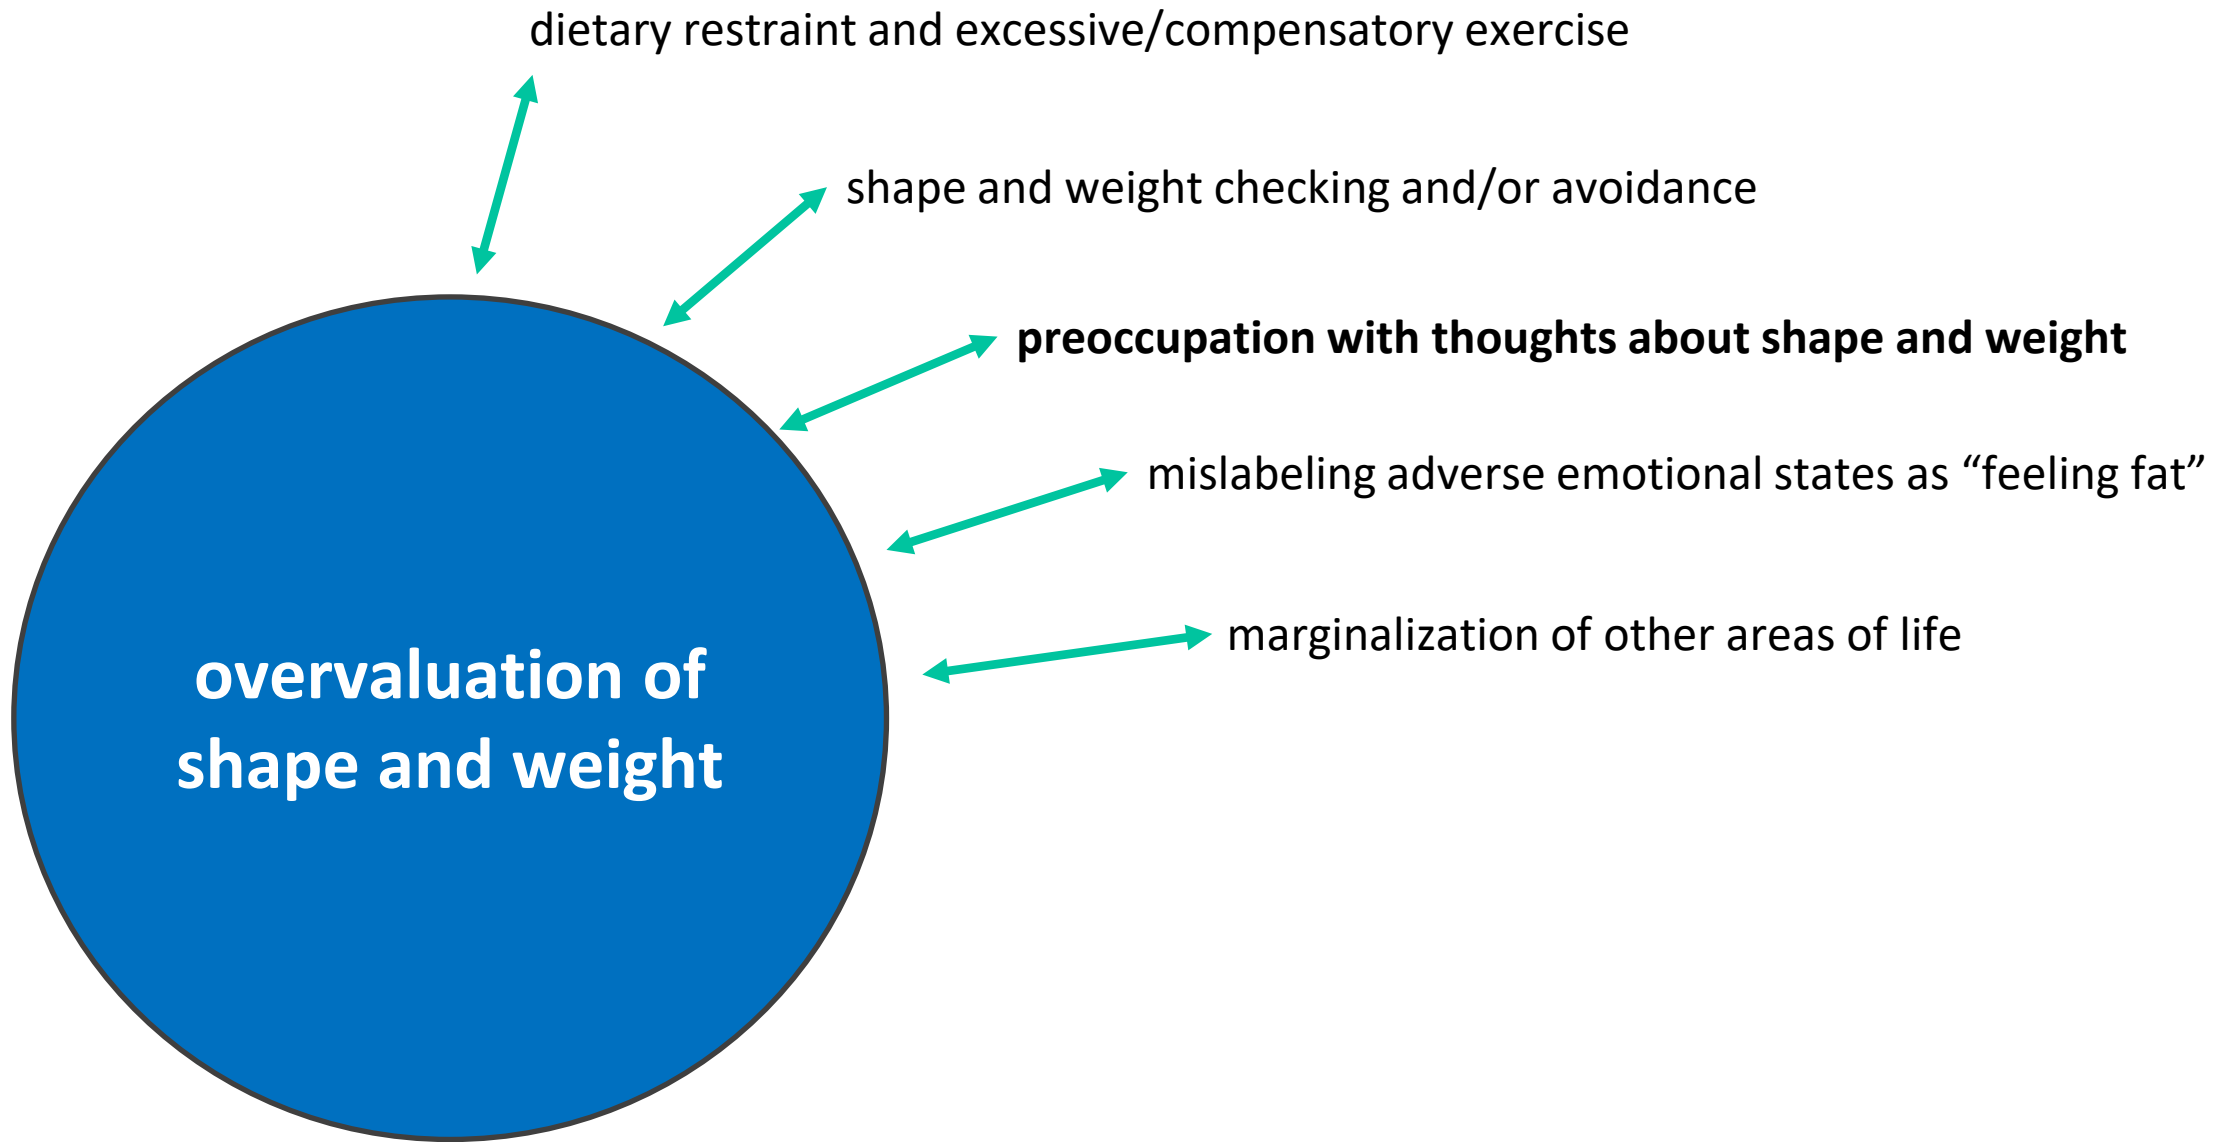 dietary restraint and excessive/compensatory exercise
shape and weight checking and/or avoidance
preoccupation with thoughts about shape and weight
mislabeling adverse emotional states as “feeling fat”
marginalization of other areas of life
overvaluation of
shape and weight